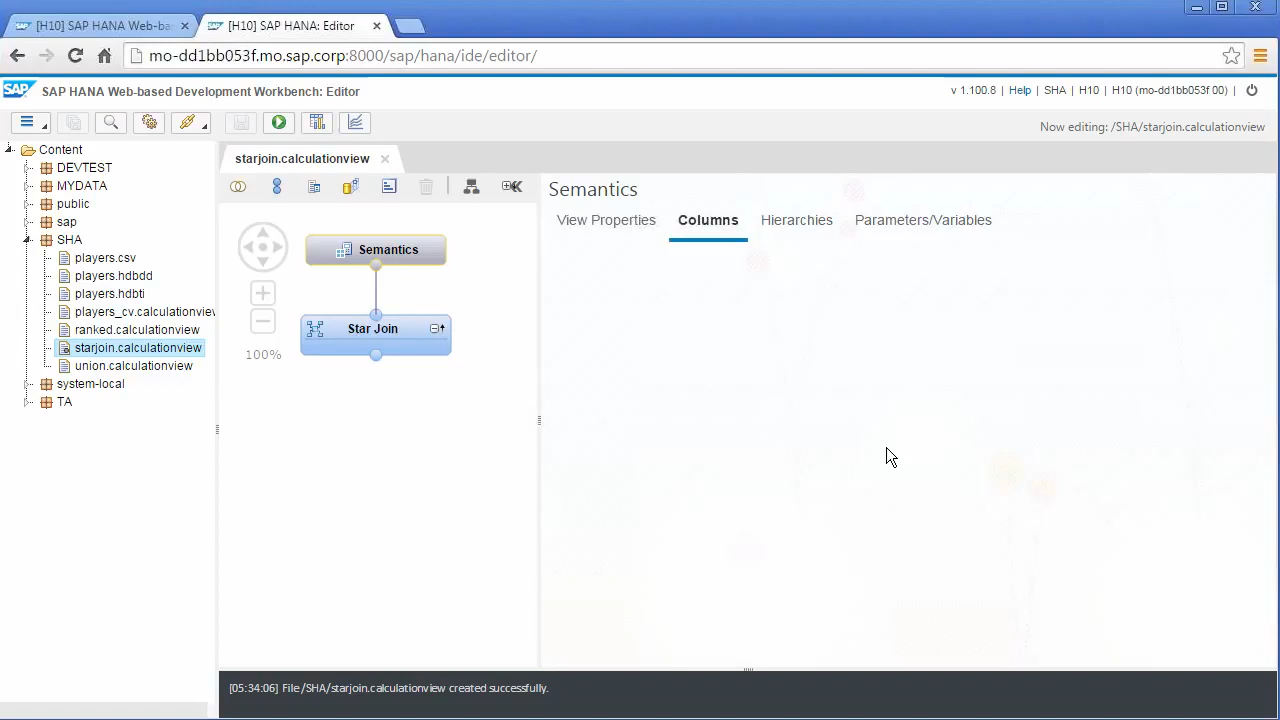 [H10] SAP HANA Web-ba
[H10] SAP HANA: Editor
mo-dd1bb053f.mo.sap.corp:8000/sap/hana/ide/editor/
SAP SAP HANA Web-based Development Workbench: Editor
v 1.100.8 | Help | SHA | H10 | H10 (mo-dd1bb053f 00) |
Now editing: /SHA/starjoin.calculationview
Content
DEVTEST
MYDATA
public
sap
SHA
players.csv
players.hdbdd
players.hdbti
players_cv.calculationview
ranked.calculationview
starjoin.calculationview
union.calculationview
system-local
TA
starjoin.calculationview
Semantics
Star Join
100%
Semantics
View Properties Columns Hierarchies Parameters/Variables
[05:34:06] File /SHA/starjoin.calculationview created successfully.